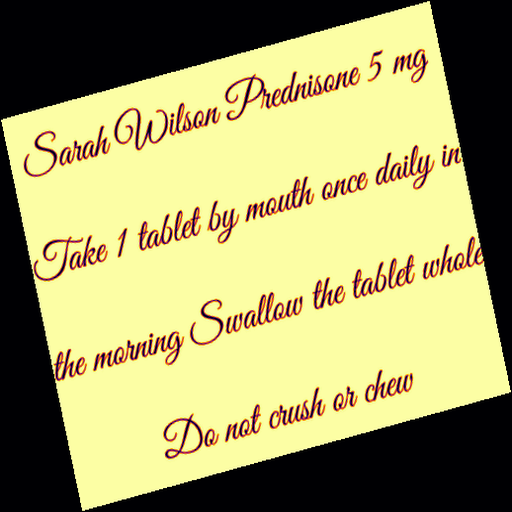 Sarah Wilson Prednisone 5 mg
Take 1 tablet by mouth once daily in
the morning Swallow the tablet whole
Do not crush or chew